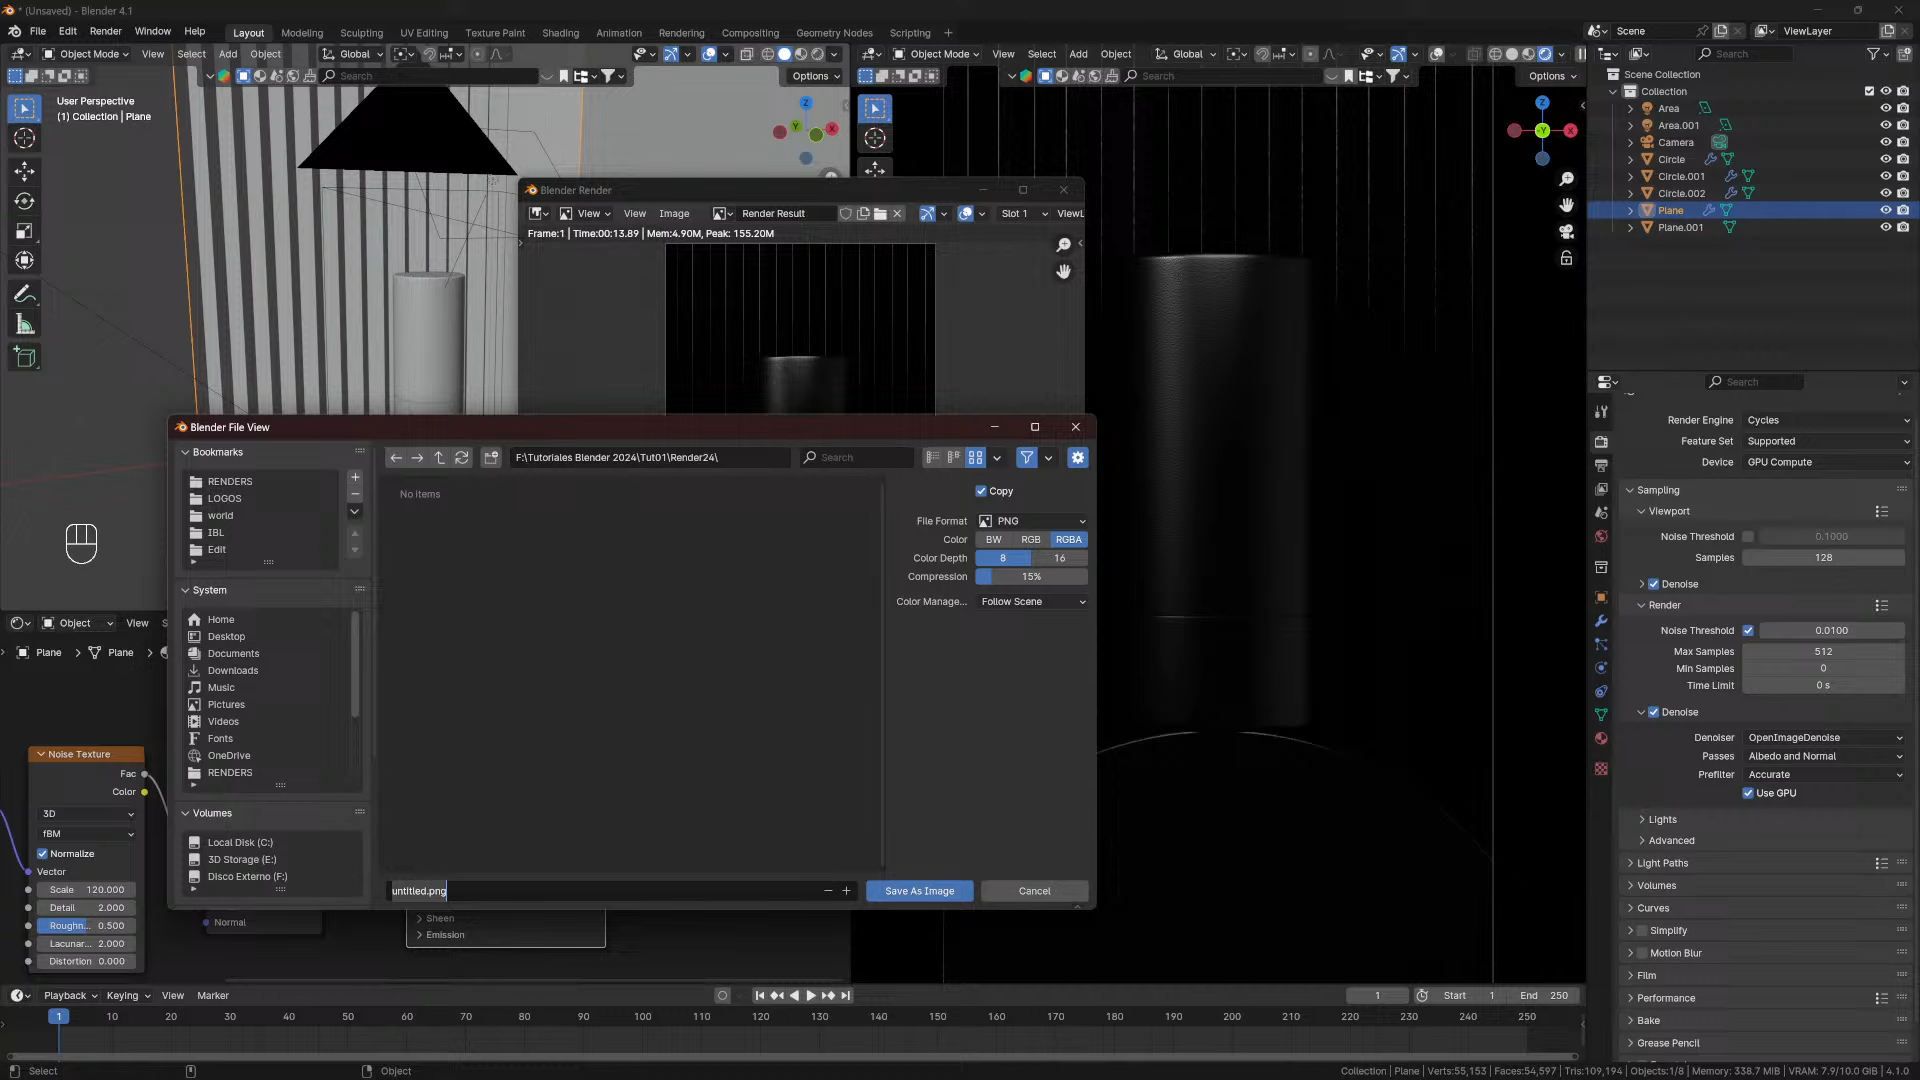 * (Unsaved) - Blender 4.1
File Edit Render Window Help Layout Modeling Sculpting UV Editing Texture Paint Shading Animation Rendering Compositing Geometry Nodes Scripting + Scene ViewLayer
Object Mode View Select Add Object Global
Object Mode View Select Add Object Global
Search
Search Options
Search Options
User Perspective
(1) Collection | Plane
Z
Y
X
Z
Y
X
Scene Collection
Collection
Area
Area.001
Camera
Circle
Circle.001
Circle.002
Plane
Plane.001
Blender Render
View View Image Render Result Slot 1 ViewL
Frame:1 | Time:00:13.89 | Mem:4.90M, Peak: 155.20M
Blender File View
Bookmarks
RENDERS
LOGOS
world
IBL
Edit
System
Home
Desktop
Documents
Downloads
Music
Pictures
Videos
Fonts
OneDrive
RENDERS
Volumes
Local Disk (C:)
3D Storage (E:)
Disco Externo (F:)
F:\Tutoriales Blender 2024\Tut01\Render24\
Search
No items
Copy
File Format PNG
Color BW RGB RGBA
Color Depth 8 16
Compression 15%
Color Manage... Follow Scene
untitled.png
Save As Image Cancel
Search
Render Engine Cycles
Feature Set Supported
Device GPU Compute
Sampling
Viewport
Noise Threshold 0.1000
Samples 128
Denoise
Render
Noise Threshold 0.0100
Max Samples 512
Min Samples 0
Time Limit 0 s
Denoise
Denoiser OpenImageDenoise
Passes Albedo and Normal
Prefilter Accurate
Use GPU
Lights
Advanced
Light Paths
Volumes
Curves
Simplify
Motion Blur
Film
Performance
Bake
Grease Pencil
Object View S
Plane Plane
Noise Texture
Fac
Color
3D
fBM
Normalize
Vector
Scale 120.000
Detail 2.000
Roughn... 0.500
Lacunar... 2.000
Distortion 0.000
Normal
Sheen
Emission
Playback Keying View Marker
1 Start 1 End 250
1 10 20 30 40 50 60 70 80 90 100 110 120 130 140 150 160 170 180 190 200 210 220 230 240 250
Select Object
Collection | Plane | Verts:55,153 | Faces:54,597 | Tris:109,194 | Objects:1/8 | Memory: 338.7 MiB | VRAM: 7.9/10.0 GiB | 4.1.0